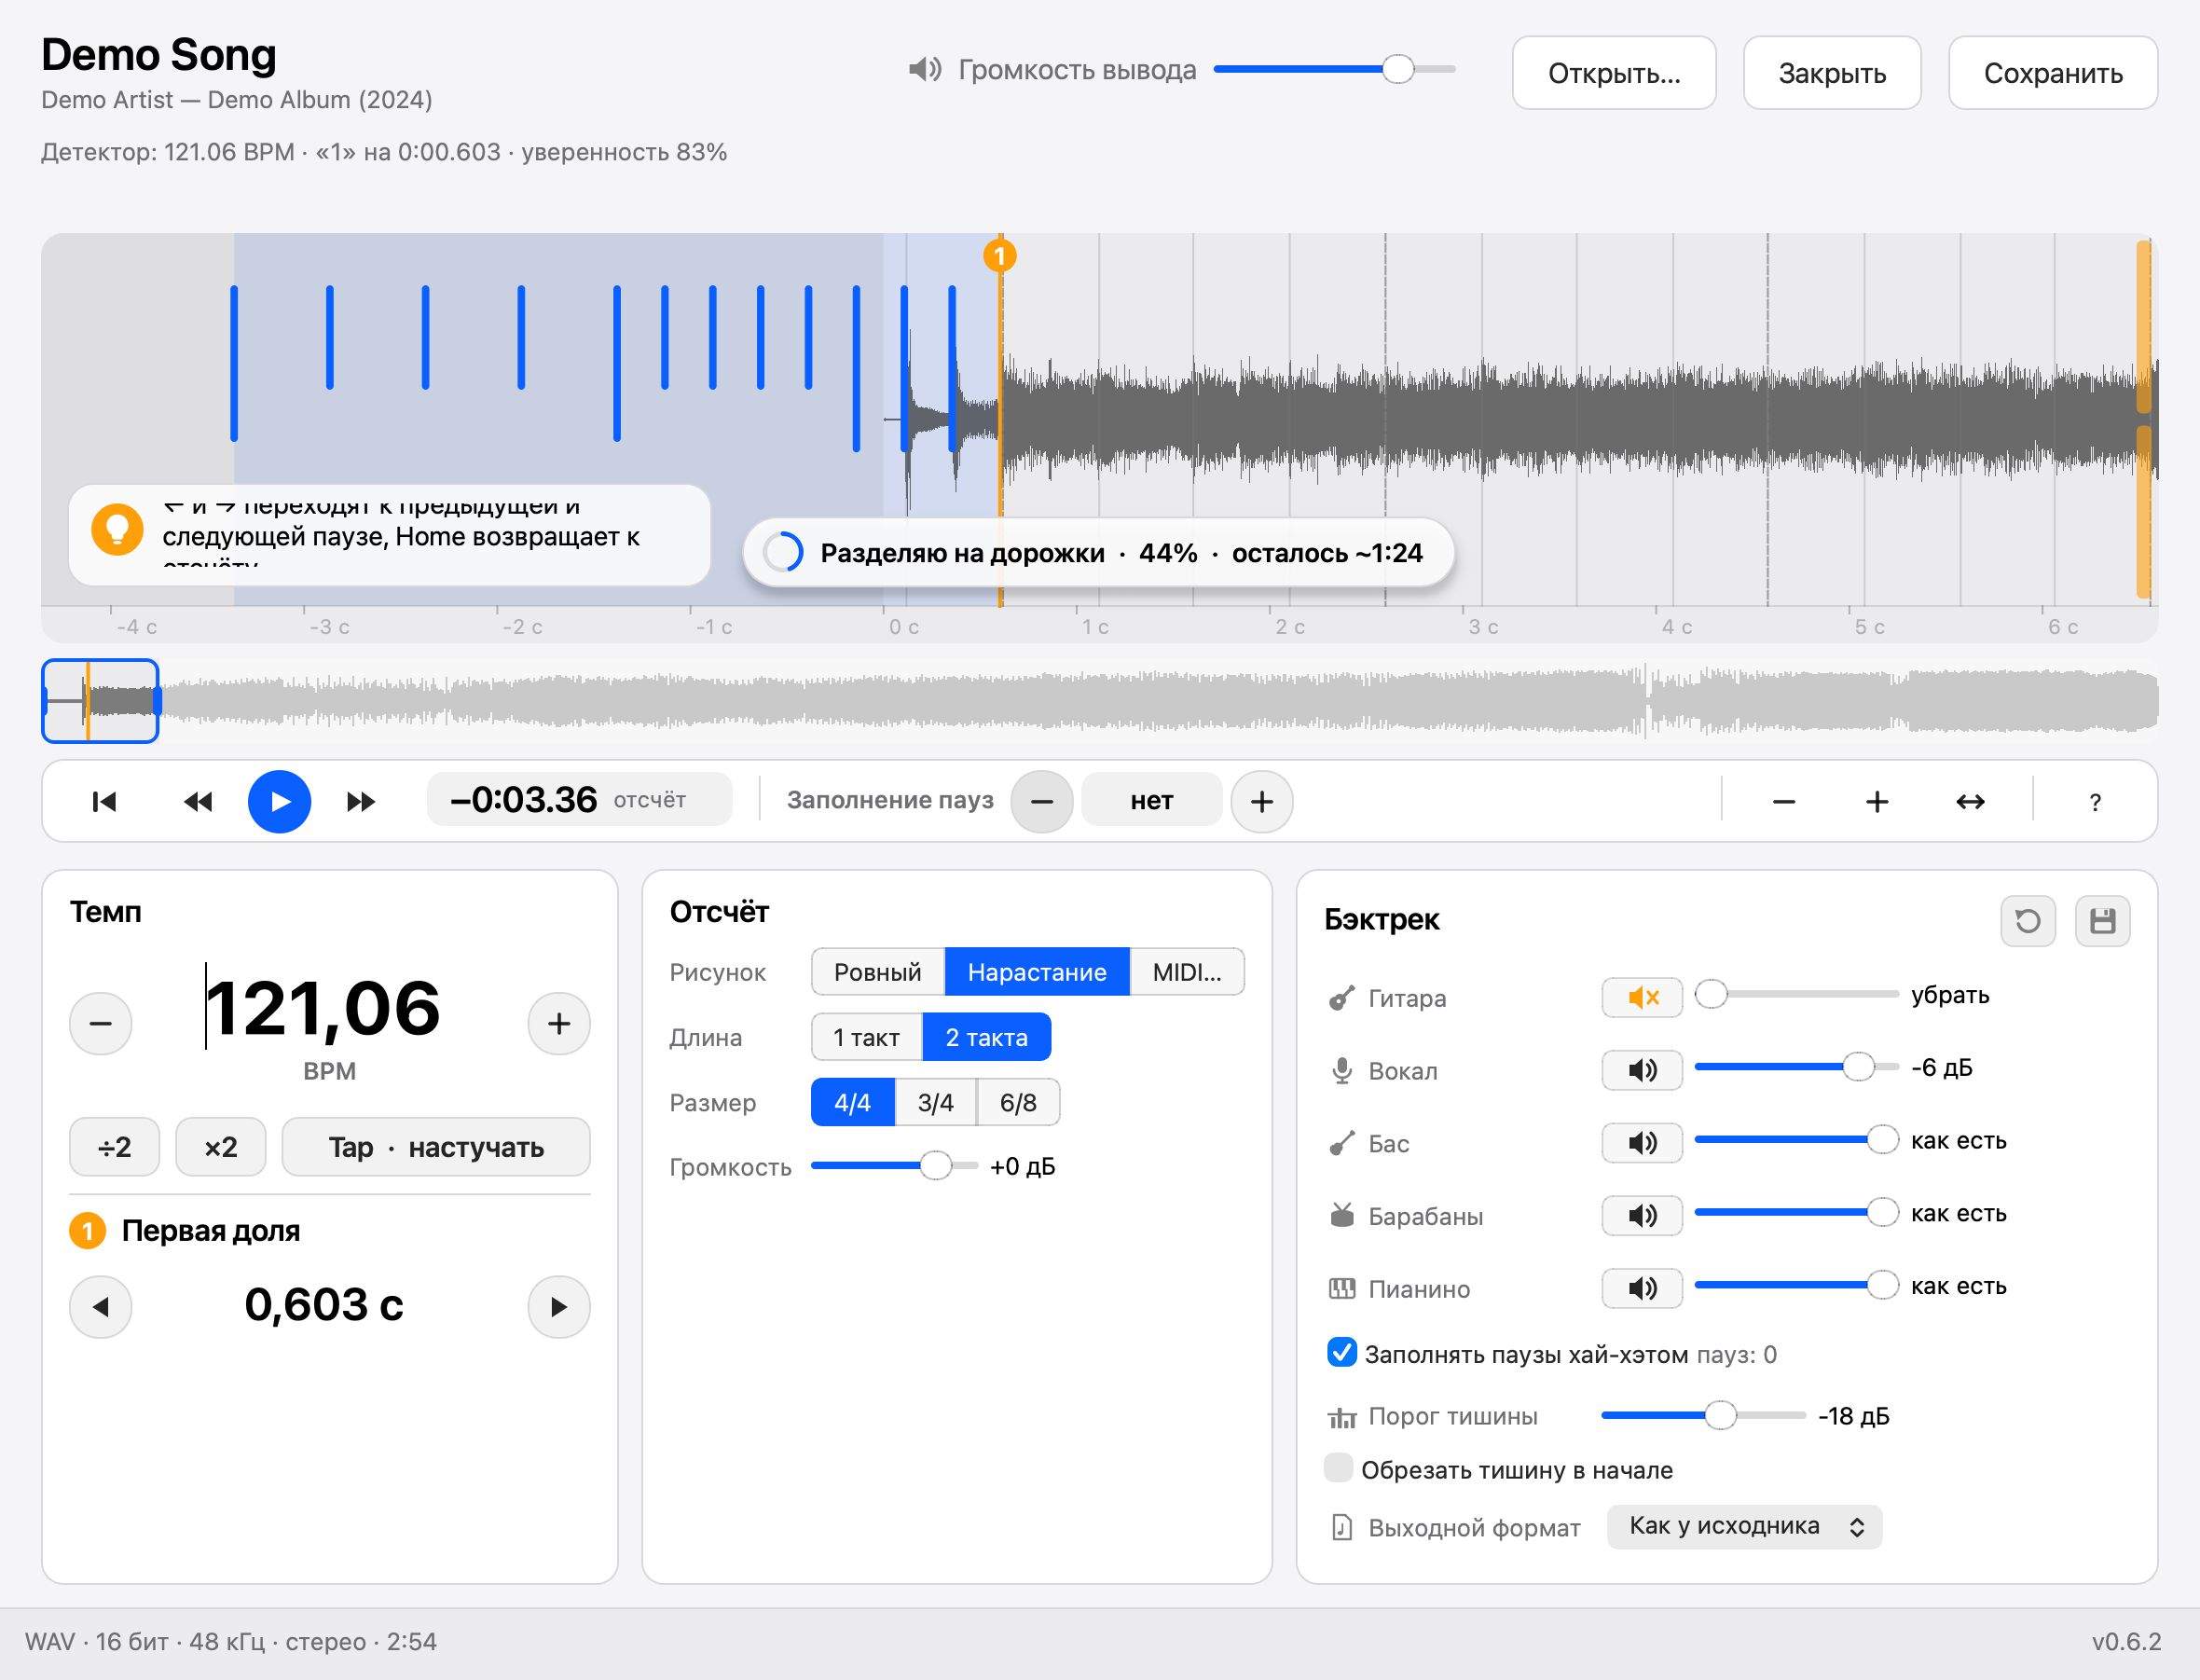 Demo Song
Demo Artist — Demo Album (2024)
Детектор: 121.06 BPM · «1» на 0:00.603 · уверенность 83%
Громкость вывода
Открыть...
Закрыть
Сохранить
1
← и → переходят к предыдущей и
следующей паузе, Home возвращает к
отсчёту
Разделяю на дорожки · 44% · осталось ~1:24
-4 с
-3 с
-2 с
-1 с
0 с
1 с
2 с
3 с
4 с
5 с
6 с
−0:03.36 отсчёт
Заполнение пауз
−
нет
+
−
+
?
Темп
−
121,06
+
BPM
÷2
×2
Tap · настучать
1 Первая доля
0,603 с
Отсчёт
Рисунок
Ровный
Нарастание
MIDI...
Длина
1 такт
2 такта
Размер
4/4
3/4
6/8
Громкость
+0 дБ
Бэктрек
Гитара
убрать
Вокал
-6 дБ
Бас
как есть
Барабаны
как есть
Пианино
как есть
Заполнять паузы хай-хэтом пауз: 0
Порог тишины
-18 дБ
Обрезать тишину в начале
Выходной формат
Как у исходника
WAV · 16 бит · 48 кГц · стерео · 2:54
v0.6.2